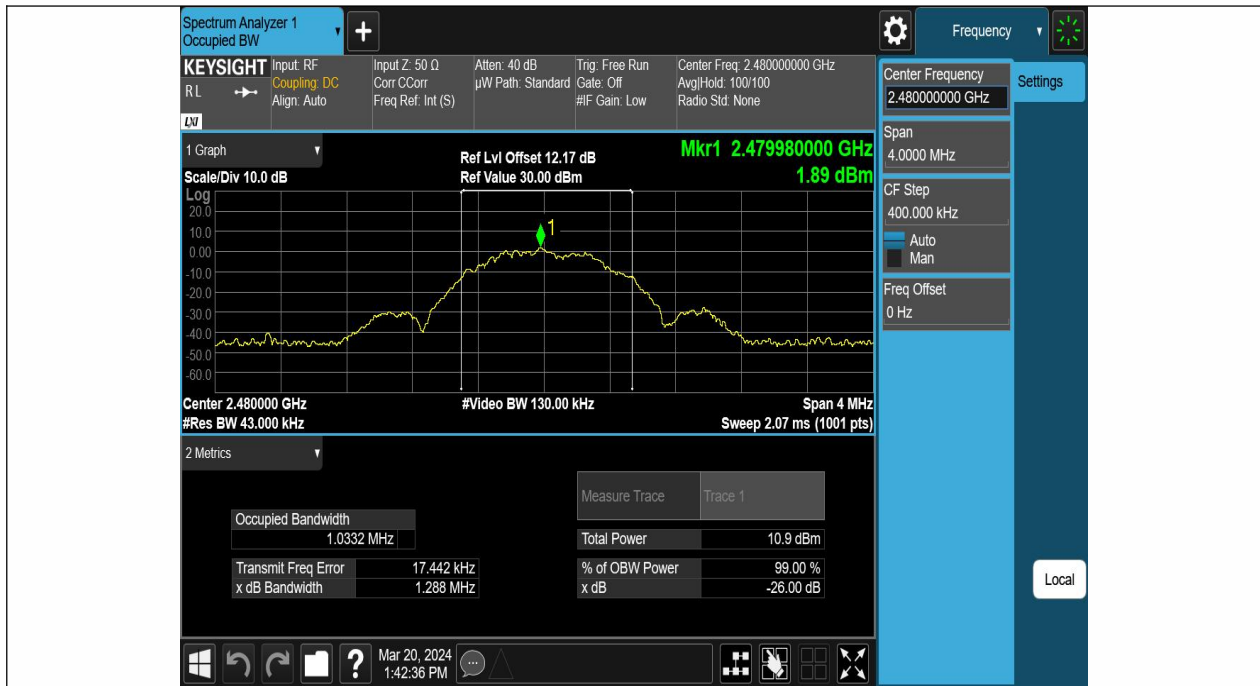 Spectrum Analyzer 1
Occupied BW
+
Frequency
KEYSIGHT
R L
LXI
Input: RF
Coupling: DC
Align: Auto
Input Z: 50 Ω
Corr CCorr
Freq Ref: Int (S)
Atten: 40 dB
µW Path: Standard
Trig: Free Run
Gate: Off
#IF Gain: Low
Center Freq: 2.480000000 GHz
Avg|Hold: 100/100
Radio Std: None
Center Frequency
2.480000000 GHz
Settings
Span
4.0000 MHz
CF Step
400.000 kHz
Auto
Man
Freq Offset
0 Hz
Local
1 Graph
Scale/Div 10.0 dB
Ref Lvl Offset 12.17 dB
Ref Value 30.00 dBm
Mkr1 2.479980000 GHz
1.89 dBm
Log
20.0
10.0
0.00
-10.0
-20.0
-30.0
-40.0
-50.0
-60.0
1
Center 2.480000 GHz
#Res BW 43.000 kHz
#Video BW 130.00 kHz
Span 4 MHz
Sweep 2.07 ms (1001 pts)
2 Metrics
Measure Trace Trace 1
Occupied Bandwidth
1.0332 MHz
Total Power 10.9 dBm
Transmit Freq Error 17.442 kHz
% of OBW Power 99.00 %
x dB Bandwidth 1.288 MHz
x dB -26.00 dB
?
Mar 20, 2024
1:42:36 PM